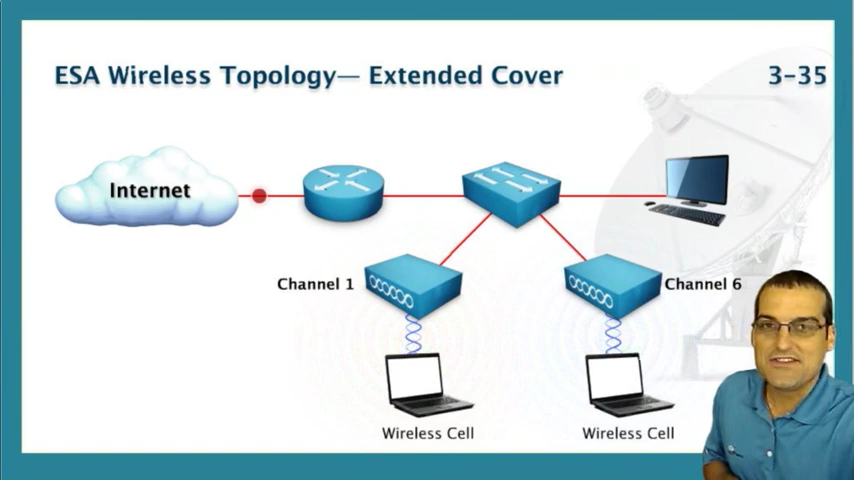 ESA Wireless Topology— Extended Cover
3-35
Internet
Channel 1
Channel 6
Wireless Cell
Wireless Cell